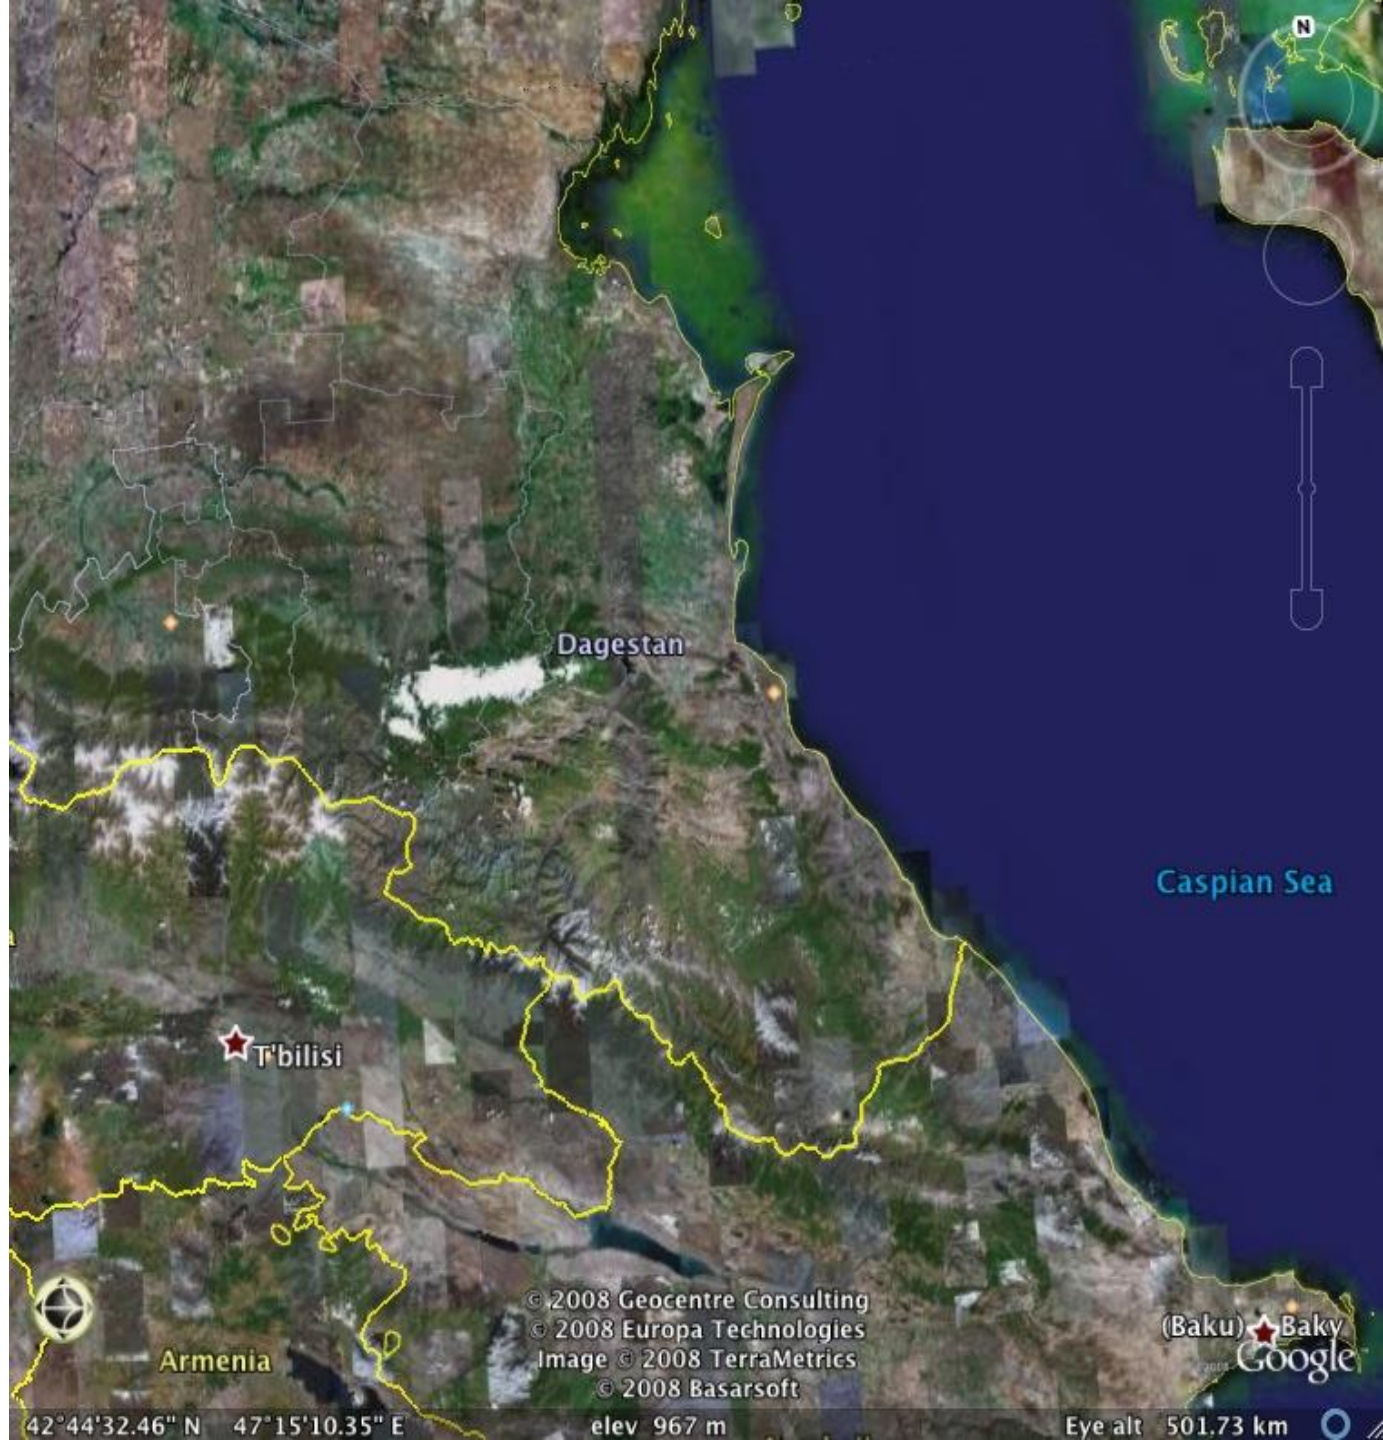 N
Dagestan
Caspian Sea
T'bilisi
© 2008 Geocentre Consulting
© 2008 Europa Technologies
Image © 2008 TerraMetrics
© 2008 Basarsoft
(Baku) Baky
Google
Armenia
42°44'32.46" N 47°15'10.35" E elev 967 m Eye alt 501.73 km